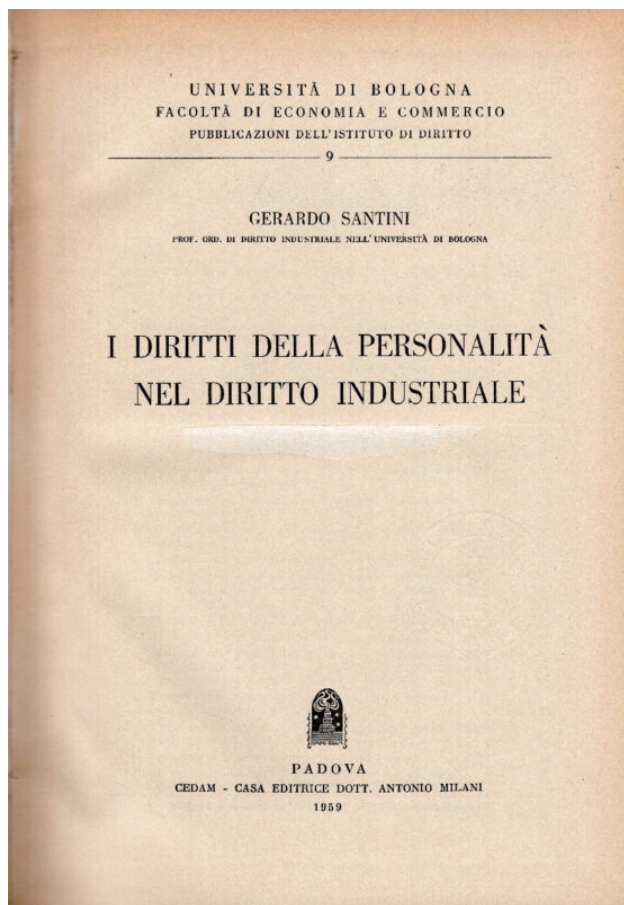 UNIVERSITÀ DI BOLOGNA
FACOLTÀ DI ECONOMIA E COMMERCIO
PUBBLICAZIONI DELL'ISTITUTO DI DIRITTO
9
GERARDO SANTINI
PROF. ORD. DI DIRITTO INDUSTRIALE NELL'UNIVERSITÀ DI BOLOGNA
I DIRITTI DELLA PERSONALITÀ
NEL DIRITTO INDUSTRIALE
PADOVA
CEDAM - CASA EDITRICE DOTT. ANTONIO MILANI
1959